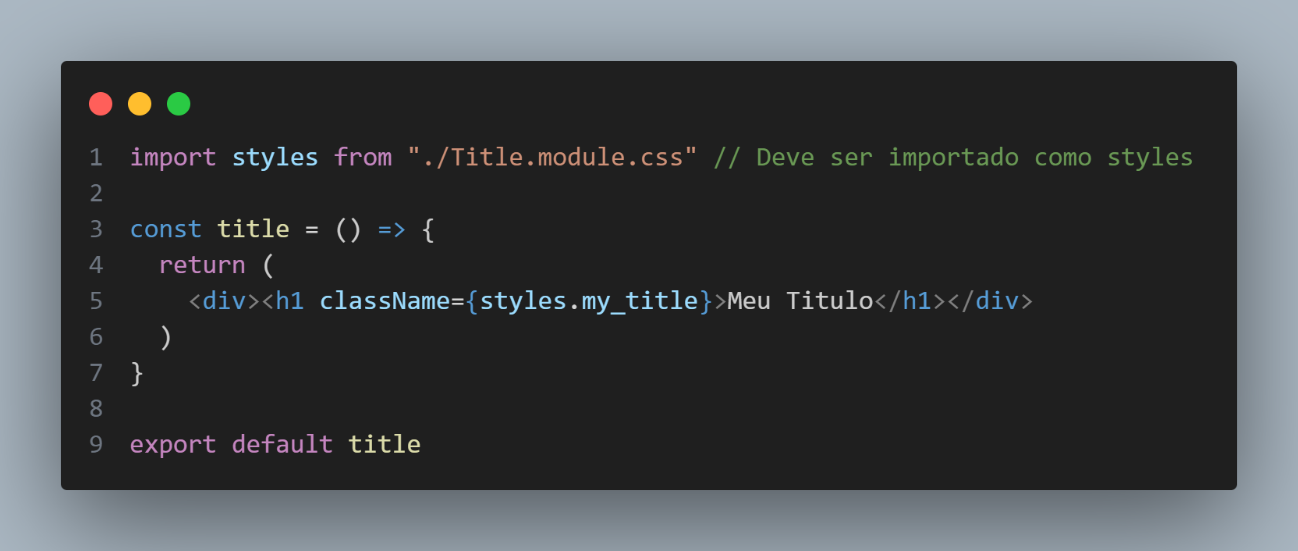 1 import styles from "./Title.module.css" // Deve ser importado como styles
2
3 const title = () => {
4   return (
5     <div><h1 className={styles.my_title}>Meu Titulo</h1></div>
6   )
7 }
8
9 export default title